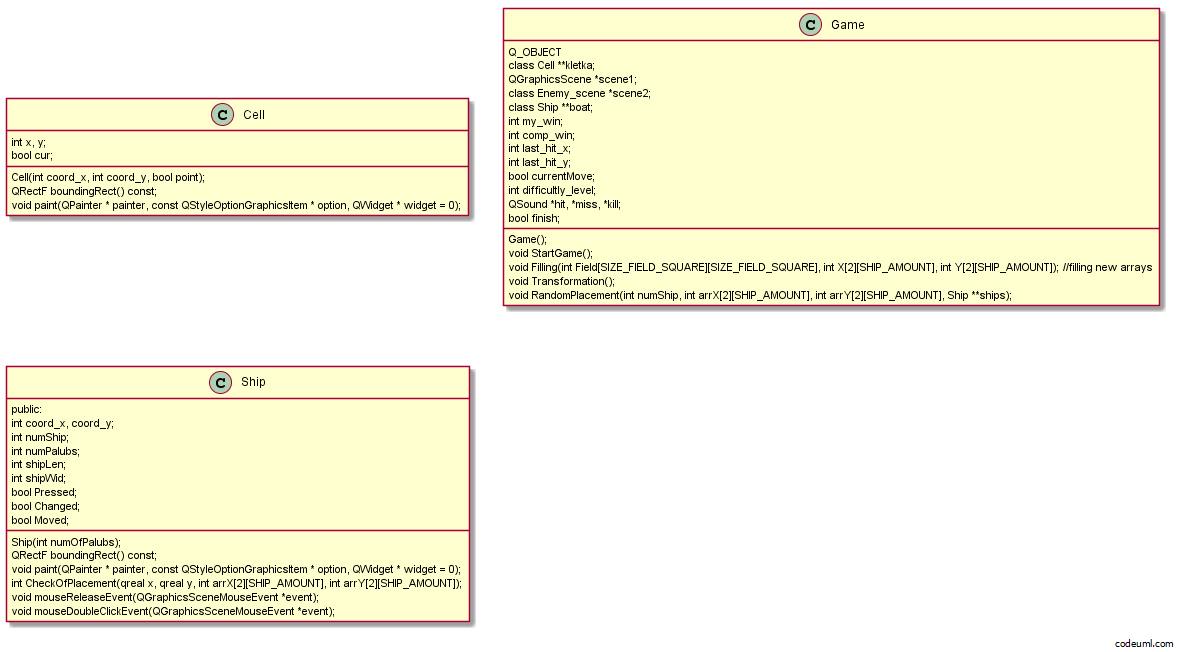 C Cell
int x, y;
bool cur;
Cell(int coord_x, int coord_y, bool point);
QRectF boundingRect() const;
void paint(QPainter * painter, const QStyleOptionGraphicsItem * option, QWidget * widget = 0);
C Game
Q_OBJECT
class Cell **kletka;
QGraphicsScene *scene1;
class Enemy_scene *scene2;
class Ship **boat;
int my_win;
int comp_win;
int last_hit_x;
int last_hit_y;
bool currentMove;
int difficultly_level;
QSound *hit, *miss, *kill;
bool finish;
Game();
void StartGame();
void Filling(int Field[SIZE_FIELD_SQUARE][SIZE_FIELD_SQUARE], int X[2][SHIP_AMOUNT], int Y[2][SHIP_AMOUNT]); //filling new arrays
void Transformation();
void RandomPlacement(int numShip, int arrX[2][SHIP_AMOUNT], int arrY[2][SHIP_AMOUNT], Ship **ships);
C Ship
public:
int coord_x, coord_y;
int numShip;
int numPalubs;
int shipLen;
int shipWid;
bool Pressed;
bool Changed;
bool Moved;
Ship(int numOfPalubs);
QRectF boundingRect() const;
void paint(QPainter * painter, const QStyleOptionGraphicsItem * option, QWidget * widget = 0);
int CheckOfPlacement(qreal x, qreal y, int arrX[2][SHIP_AMOUNT], int arrY[2][SHIP_AMOUNT]);
void mouseReleaseEvent(QGraphicsSceneMouseEvent *event);
void mouseDoubleClickEvent(QGraphicsSceneMouseEvent *event);
codeuml.com